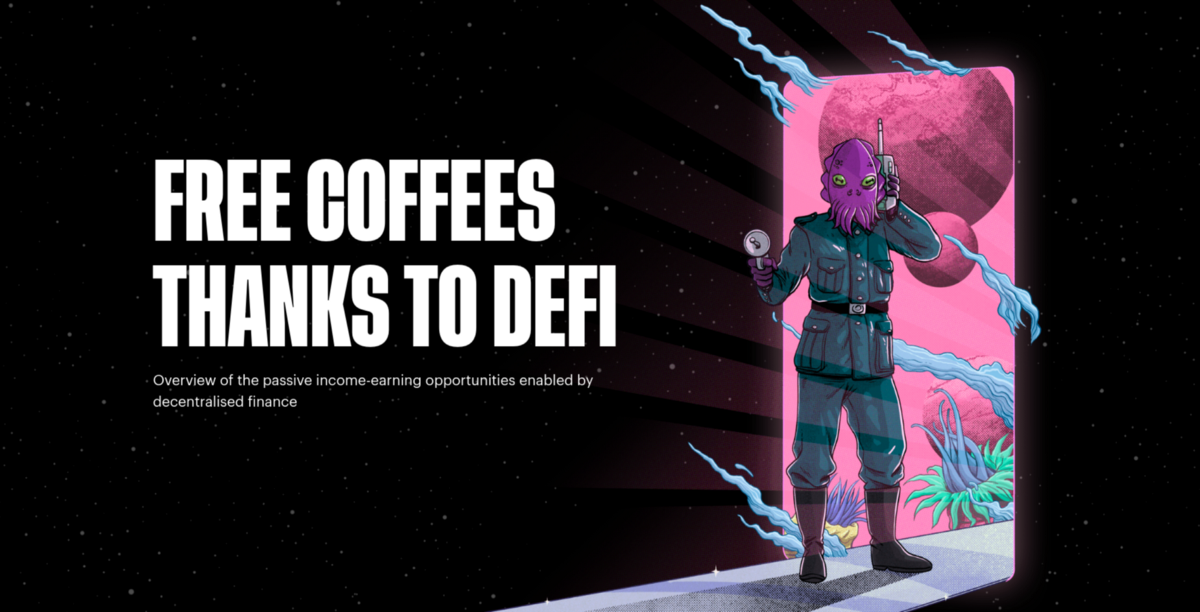 FREE COFFEES
THANKS TO DEFI
Overview of the passive income-earning opportunities enabled by
decentralised finance